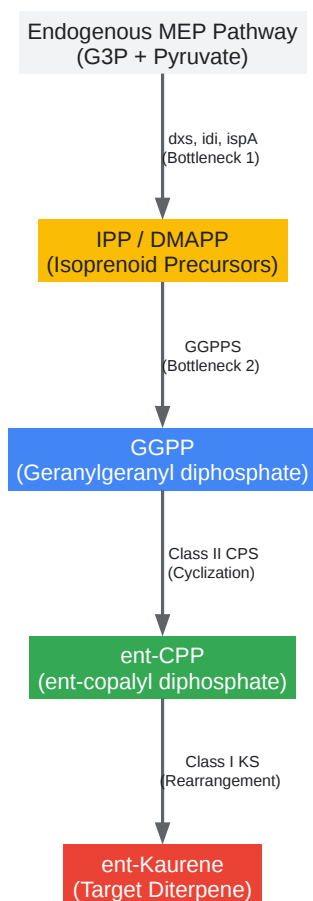 Endogenous MEP Pathway
(G3P + Pyruvate)
dxs, idi, ispA
(Bottleneck 1)
IPP / DMAPP
(Isoprenoid Precursors)
GGPPS
(Bottleneck 2)
GGPP
(Geranylgeranyl diphosphate)
Class II CPS
(Cyclization)
ent-CPP
(ent-copalyl diphosphate)
Class I KS
(Rearrangement)
ent-Kaurene
(Target Diterpene)